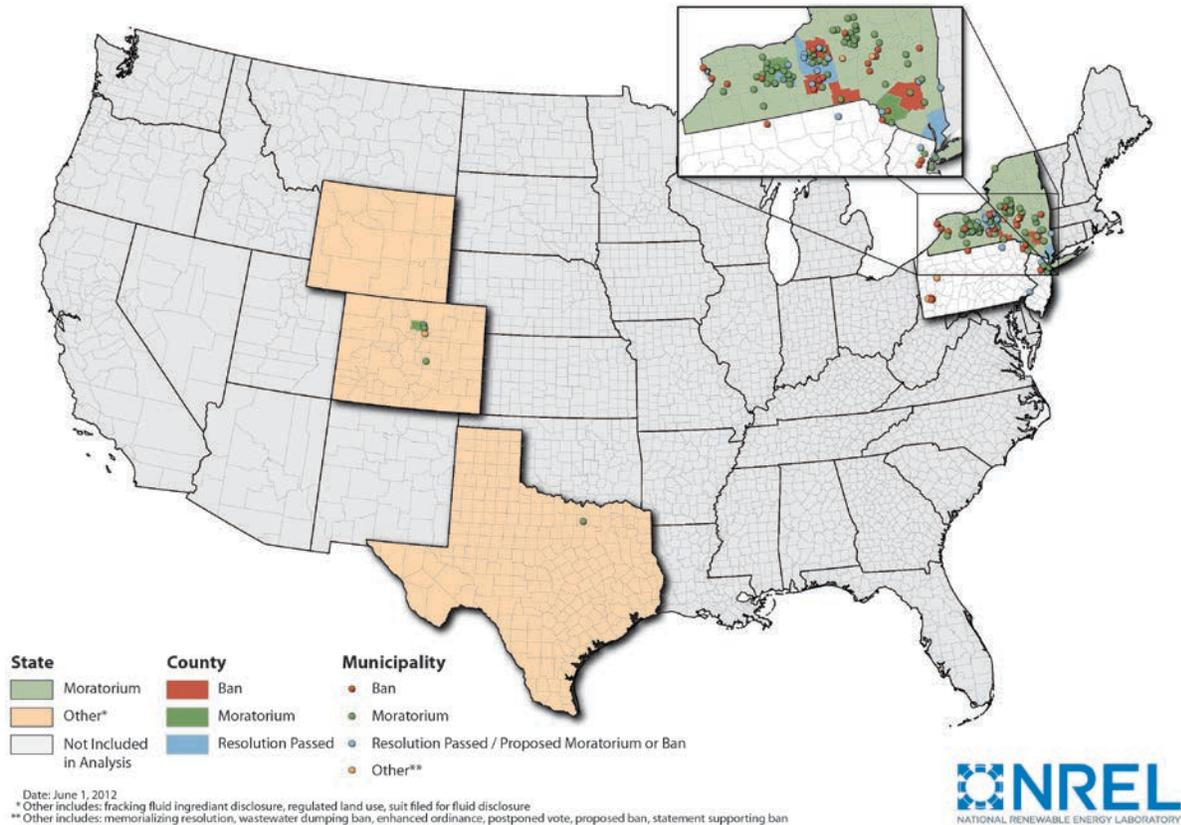 State
Moratorium
Other*
Not Included
in Analysis
County
Ban
Moratorium
Resolution Passed
Municipality
Ban
Moratorium
Resolution Passed / Proposed Moratorium or Ban
Other**
Date: June 1, 2012
* Other includes: fracking fluid ingrediant disclosure, regulated land use, suit filed for fluid disclosure
** Other includes: memorializing resolution, wastewater dumping ban, enhanced ordinance, postponed vote, proposed ban, statement supporting ban
NREL
NATIONAL RENEWABLE ENERGY LABORATORY